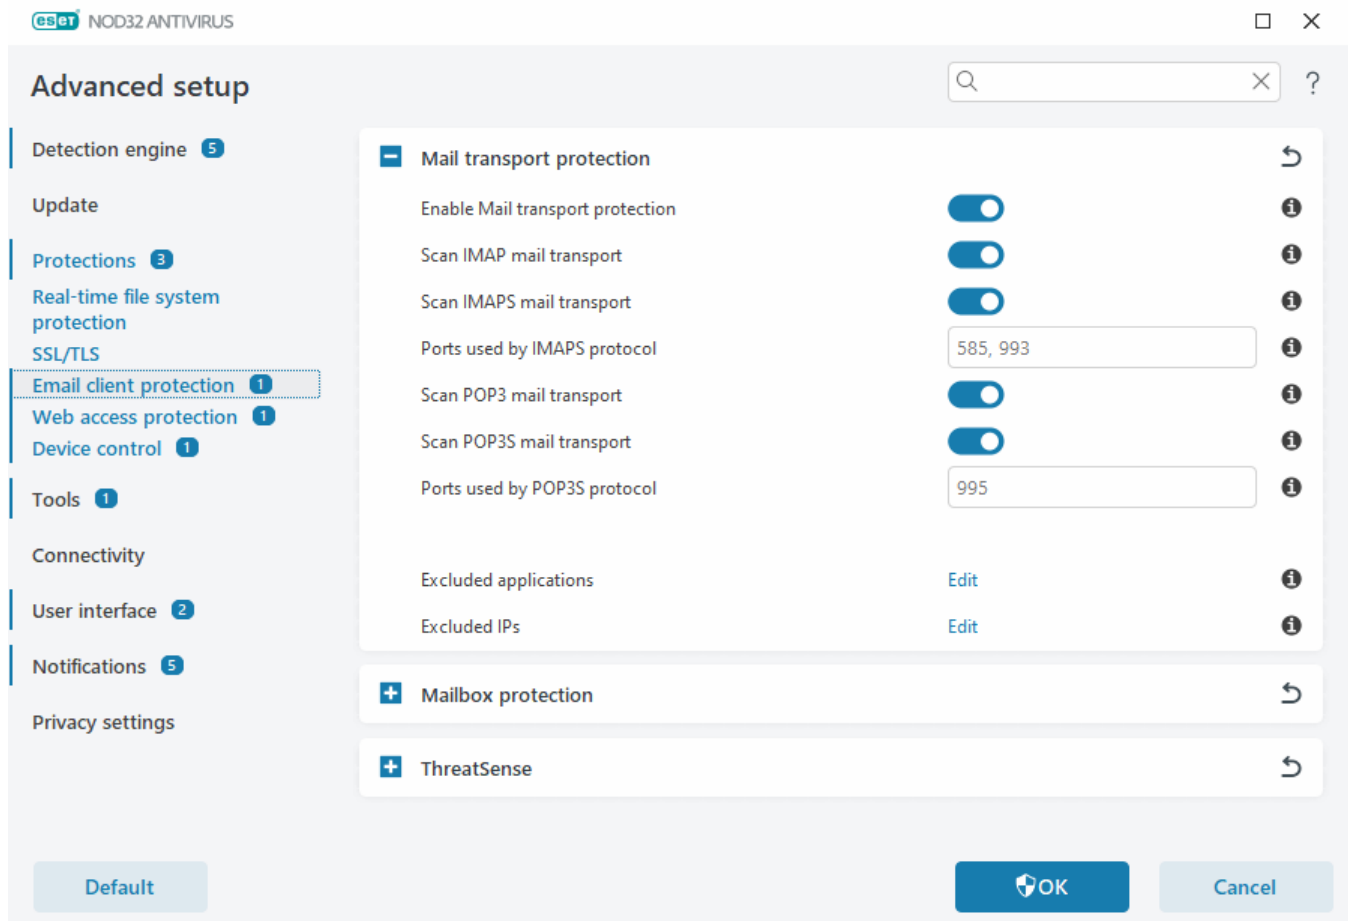 eset NOD32 ANTIVIRUS
Advanced setup
?
Detection engine 5
Update
Protections 3
Real-time file system
protection
SSL/TLS
Email client protection 1
Web access protection 1
Device control 1
Tools 1
Connectivity
User interface 2
Notifications 5
Privacy settings
Mail transport protection
Enable Mail transport protection
Scan IMAP mail transport
Scan IMAPS mail transport
Ports used by IMAPS protocol 585, 993
Scan POP3 mail transport
Scan POP3S mail transport
Ports used by POP3S protocol 995
Excluded applications Edit
Excluded IPs Edit
Mailbox protection
ThreatSense
Default
OK
Cancel